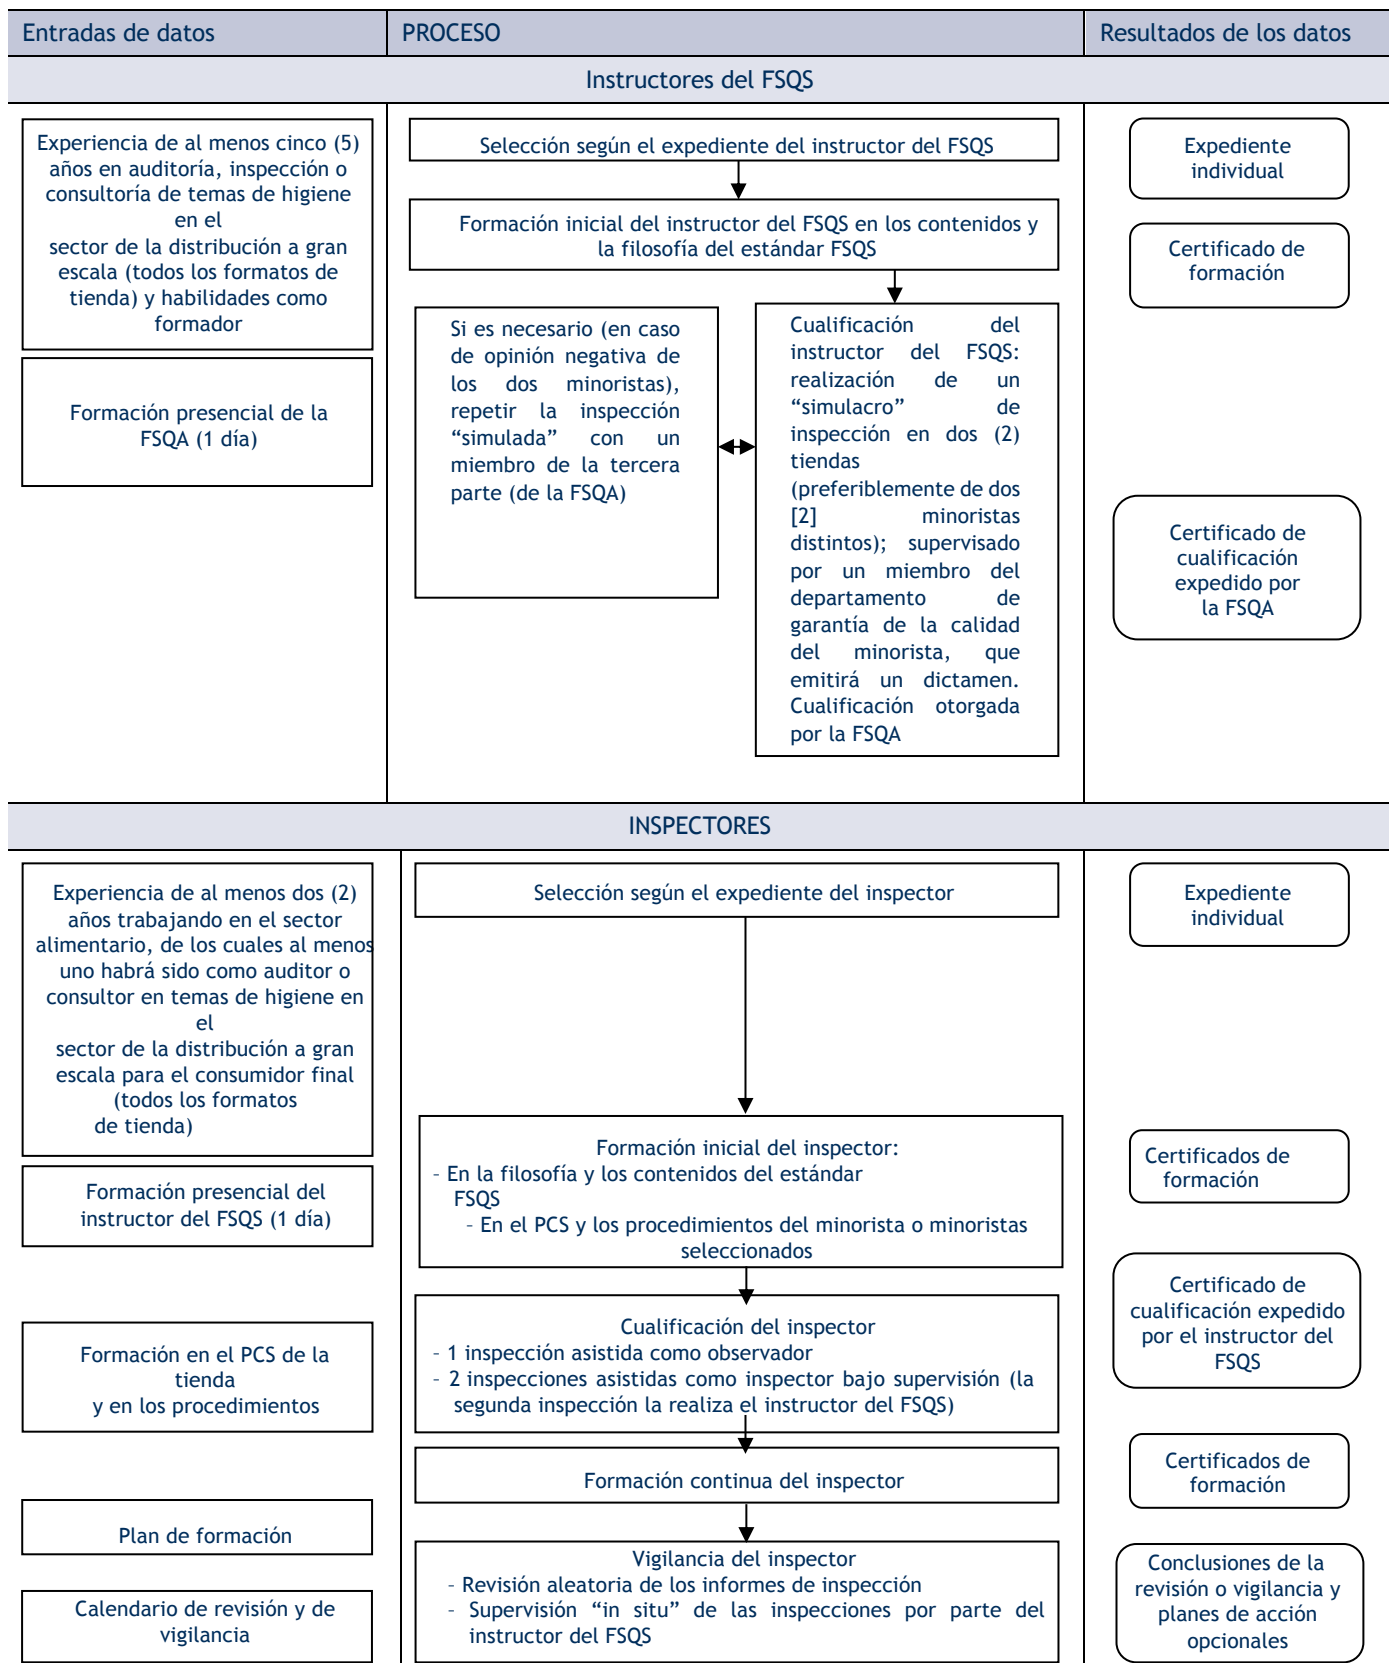 Entradas de datos
PROCESO
Resultados de los datos
Instructores del FSQS
Experiencia de al menos cinco (5)
años en auditoría, inspección o
consultoría de temas de higiene
en el
sector de la distribución a gran
escala (todos los formatos de
tienda) y habilidades como
formador
Formación presencial de la
FSQA (1 día)
Selección según el expediente del instructor del FSQS
Formación inicial del instructor del FSQS en los contenidos y
la filosofía del estándar FSQS
Si es necesario (en caso
de opinión negativa de
los dos minoristas),
repetir la inspección
“simulada” con un
miembro de la tercera
parte (de la FSQA)
Cualificación del
instructor del FSQS:
realización de un
“simulacro” de
inspección en dos (2)
tiendas
(preferiblemente de dos
[2] minoristas
distintos); supervisado
por un miembro del
departamento de
garantía de la calidad
del minorista, que
emitirá un dictamen.
Cualificación otorgada
por la FSQA
Expediente
individual
Certificado de
formación
Certificado de
cualificación
expedido por
la FSQA
INSPECTORES
Experiencia de al menos dos (2)
años trabajando en el sector
alimentario, de los cuales al menos
uno habrá sido como auditor o
consultor en temas de higiene en
el
sector de la distribución a gran
escala para el consumidor final
(todos los formatos
de tienda)
Formación presencial del
instructor del FSQS (1 día)
Formación en el PCS de la
tienda
y en los procedimientos
Plan de formación
Calendario de revisión y de
vigilancia
Selección según el expediente del inspector
Formación inicial del inspector:
- En la filosofía y los contenidos del estándar
FSQS
- En el PCS y los procedimientos del minorista o minoristas
seleccionados
Cualificación del inspector
- 1 inspección asistida como observador
- 2 inspecciones asistidas como inspector bajo supervisión (la
segunda inspección la realiza el instructor del FSQS)
Formación continua del inspector
Vigilancia del inspector
- Revisión aleatoria de los informes de inspección
- Supervisión “in situ” de las inspecciones por parte del
instructor del FSQS
Expediente
individual
Certificados de
formación
Certificado de
cualificación expedido
por el instructor del
FSQS
Certificados de
formación
Conclusiones de la
revisión o vigilancia y
planes de acción
opcionales